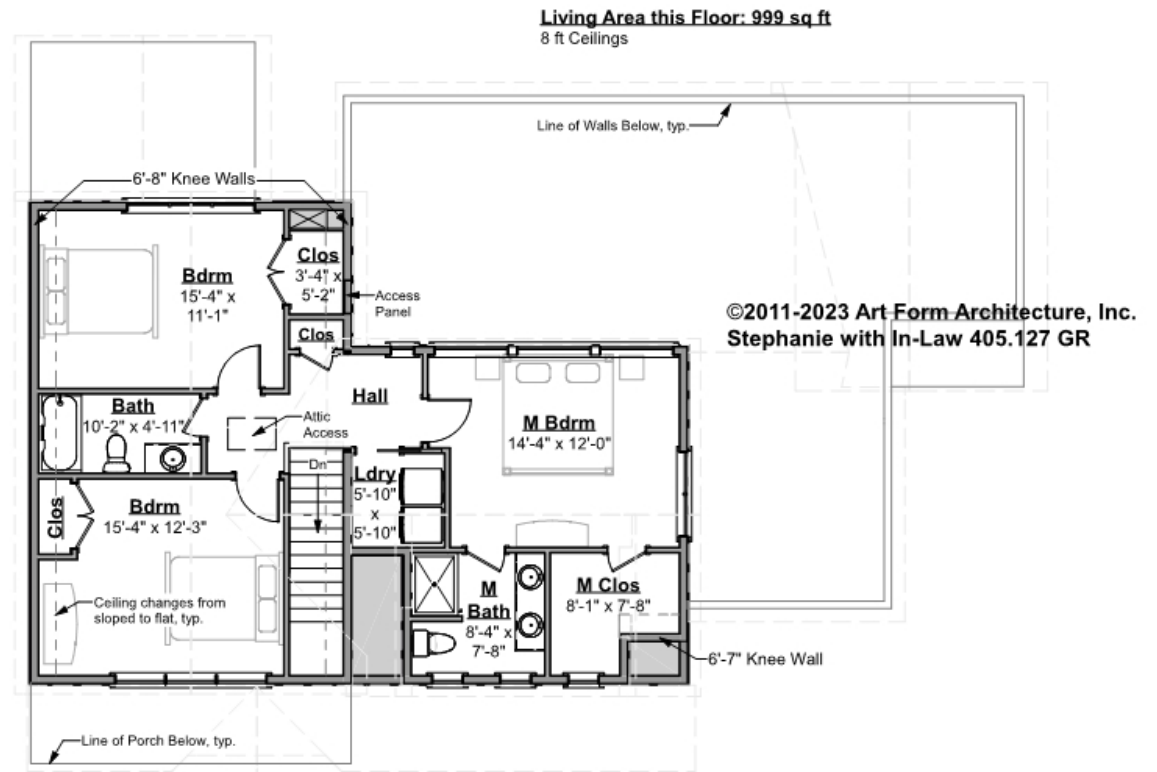 Living Area this Floor: 999 sq ft
8 ft Ceilings
Line of Walls Below, typ.
6'-8" Knee Walls
Clos
3'-4" x
5'-2"
Bdrm
15'-4" x
11'-1"
Access
Panel
©2011-2023 Art Form Architecture, Inc.
Stephanie with In-Law 405.127 GR
Clos
Hall
Bath
10'-2" x 4'-11"
Attic
Access
M Bdrm
14'-4" x 12'-0"
Dn
Ldry
5'-10"
x
5'-10"
Clos
Bdrm
15'-4" x 12'-3"
M
Bath
8'-4" x
7'-8"
M Clos
8'-1" x 7'-8"
Ceiling changes from
sloped to flat, typ.
6'-7" Knee Wall
Line of Porch Below, typ.